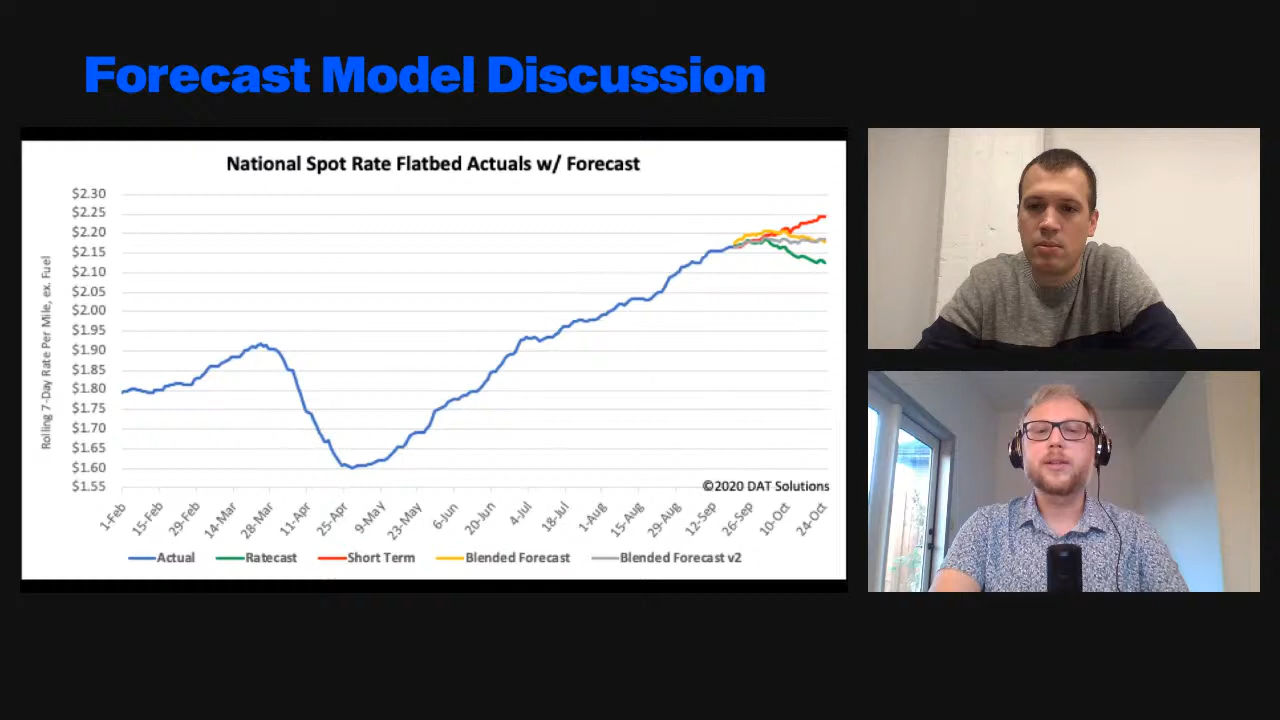 Forecast Model Discussion
National Spot Rate Flatbed Actuals w/ Forecast
Rolling 7-Day Rate Per Mile, ex. Fuel
$2.30
$2.25
$2.20
$2.15
$2.10
$2.05
$2.00
$1.95
$1.90
$1.85
$1.80
$1.75
$1.70
$1.65
$1.60
$1.55
©2020 DAT Solutions
1-Feb
15-Feb
29-Feb
14-Mar
28-Mar
11-Apr
25-Apr
9-May
23-May
6-Jun
20-Jun
4-Jul
18-Jul
1-Aug
15-Aug
29-Aug
12-Sep
26-Sep
10-Oct
24-Oct
Actual Ratecast Short Term Blended Forecast Blended Forecast v2